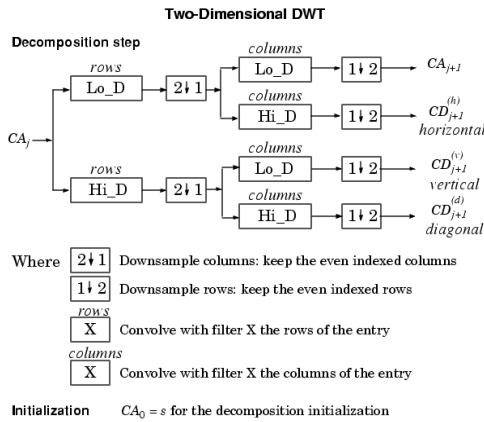 Two-Dimensional DWT
Decomposition step
columns
rows
Lo_D
CA_{j+1}
Lo_D
2↓1
1↓2
columns
Hi_D
1↓2
CD_{j+1}^{(h)}
horizontal
CA_j
rows
columns
Lo_D
1↓2
CD_{j+1}^{(v)}
vertical
Hi_D
2↓1
columns
Hi_D
1↓2
CD_{j+1}^{(d)}
diagonal
Where 2↓1 Downsample columns: keep the even indexed columns
1↓2 Downsample rows: keep the even indexed rows
rows
X Convolve with filter X the rows of the entry
columns
X Convolve with filter X the columns of the entry
Initialization CA_0 = s for the decomposition initialization